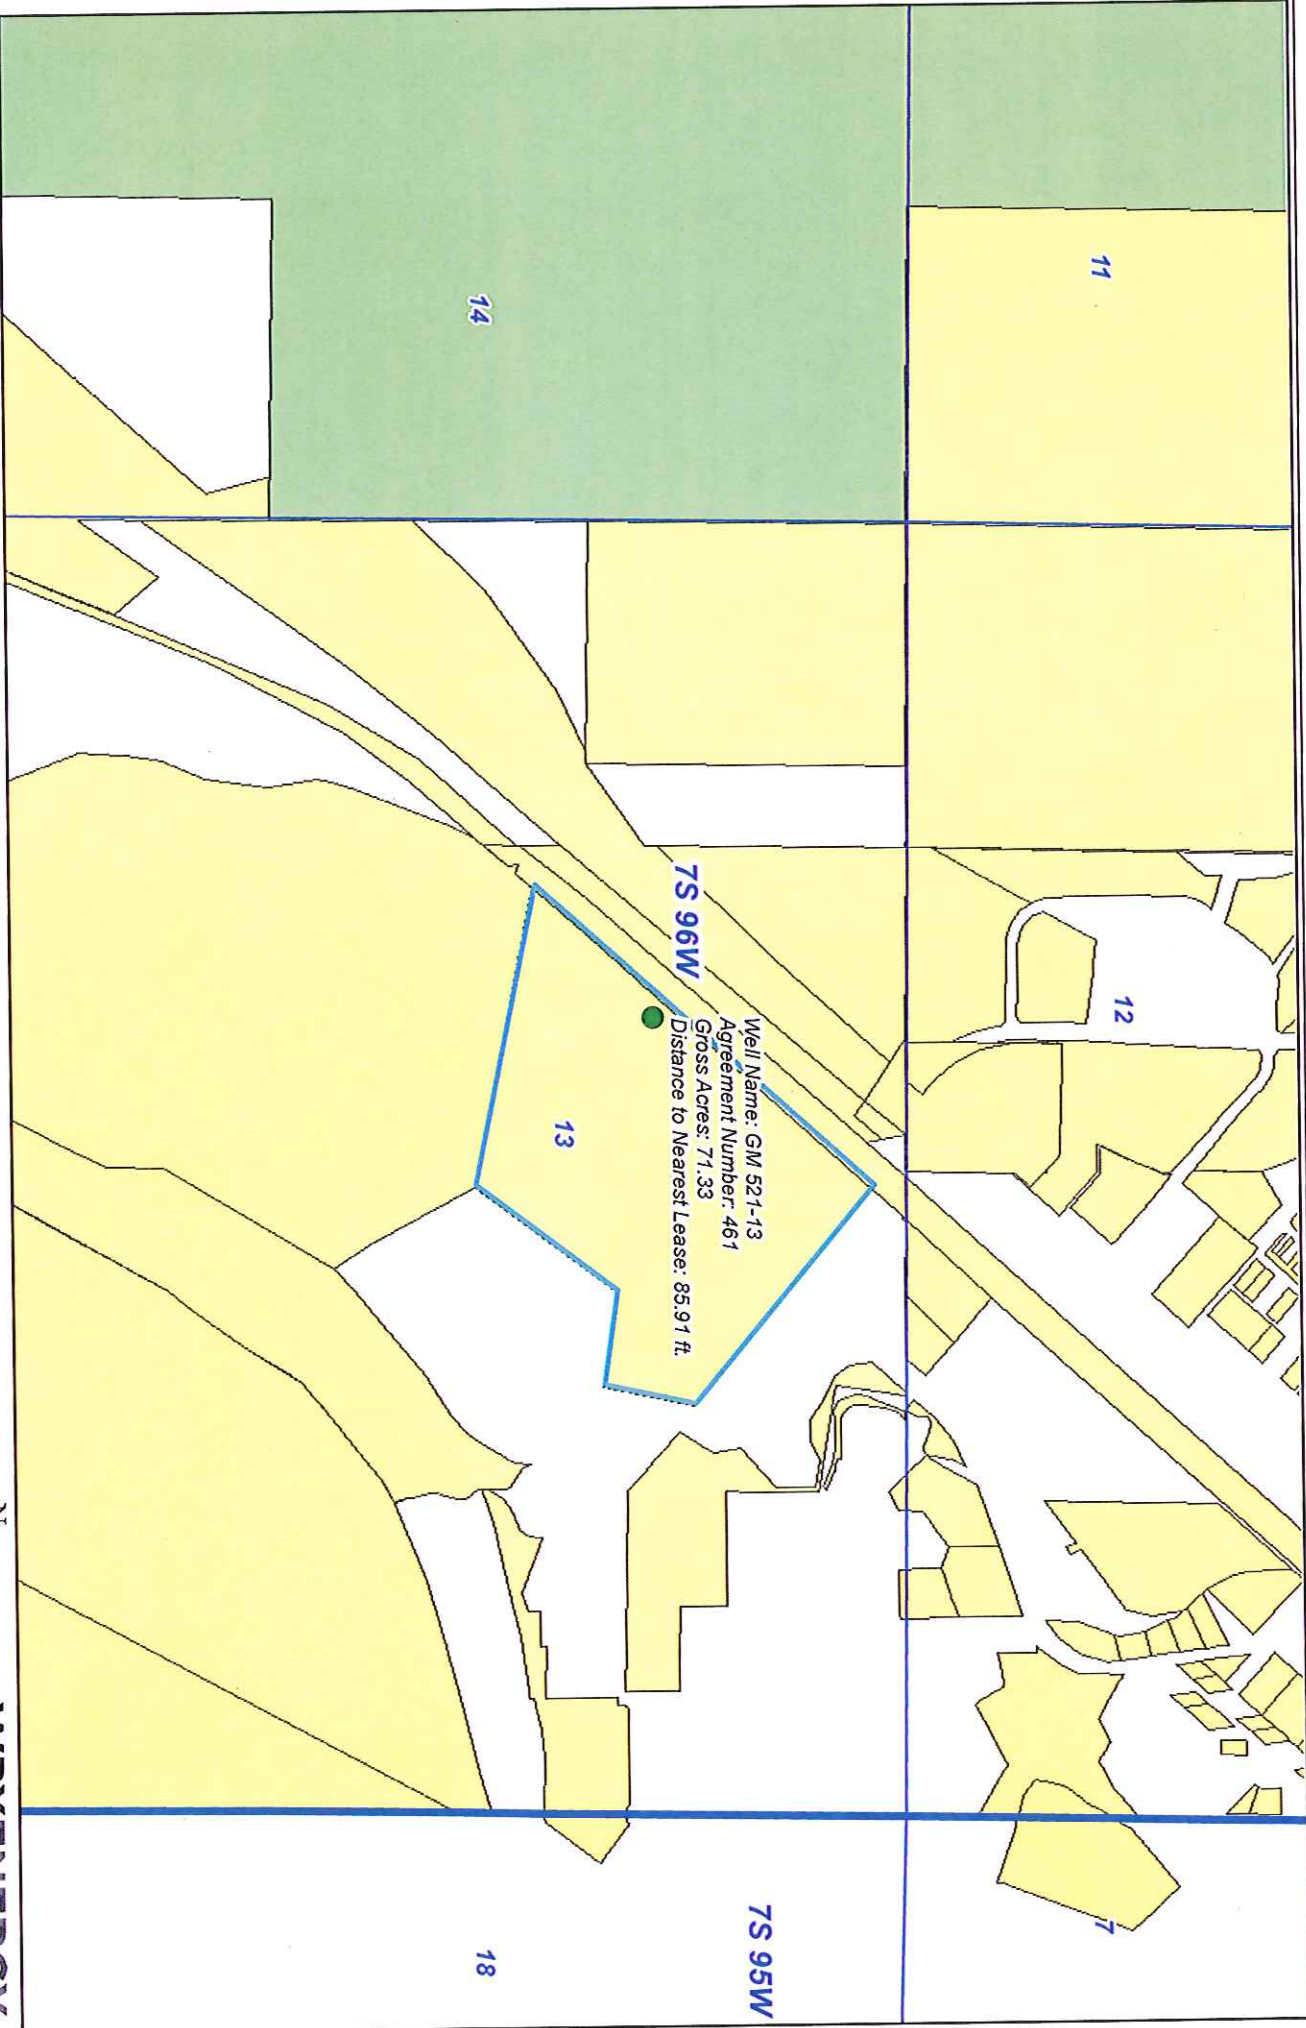 11
12
7
14
7S 96W
Well Name: GM 521-13
Agreement Number: 461
Gross Acres: 71.33
Distance to Nearest Lease: 85.91 ft.
13
7S 95W
18
N